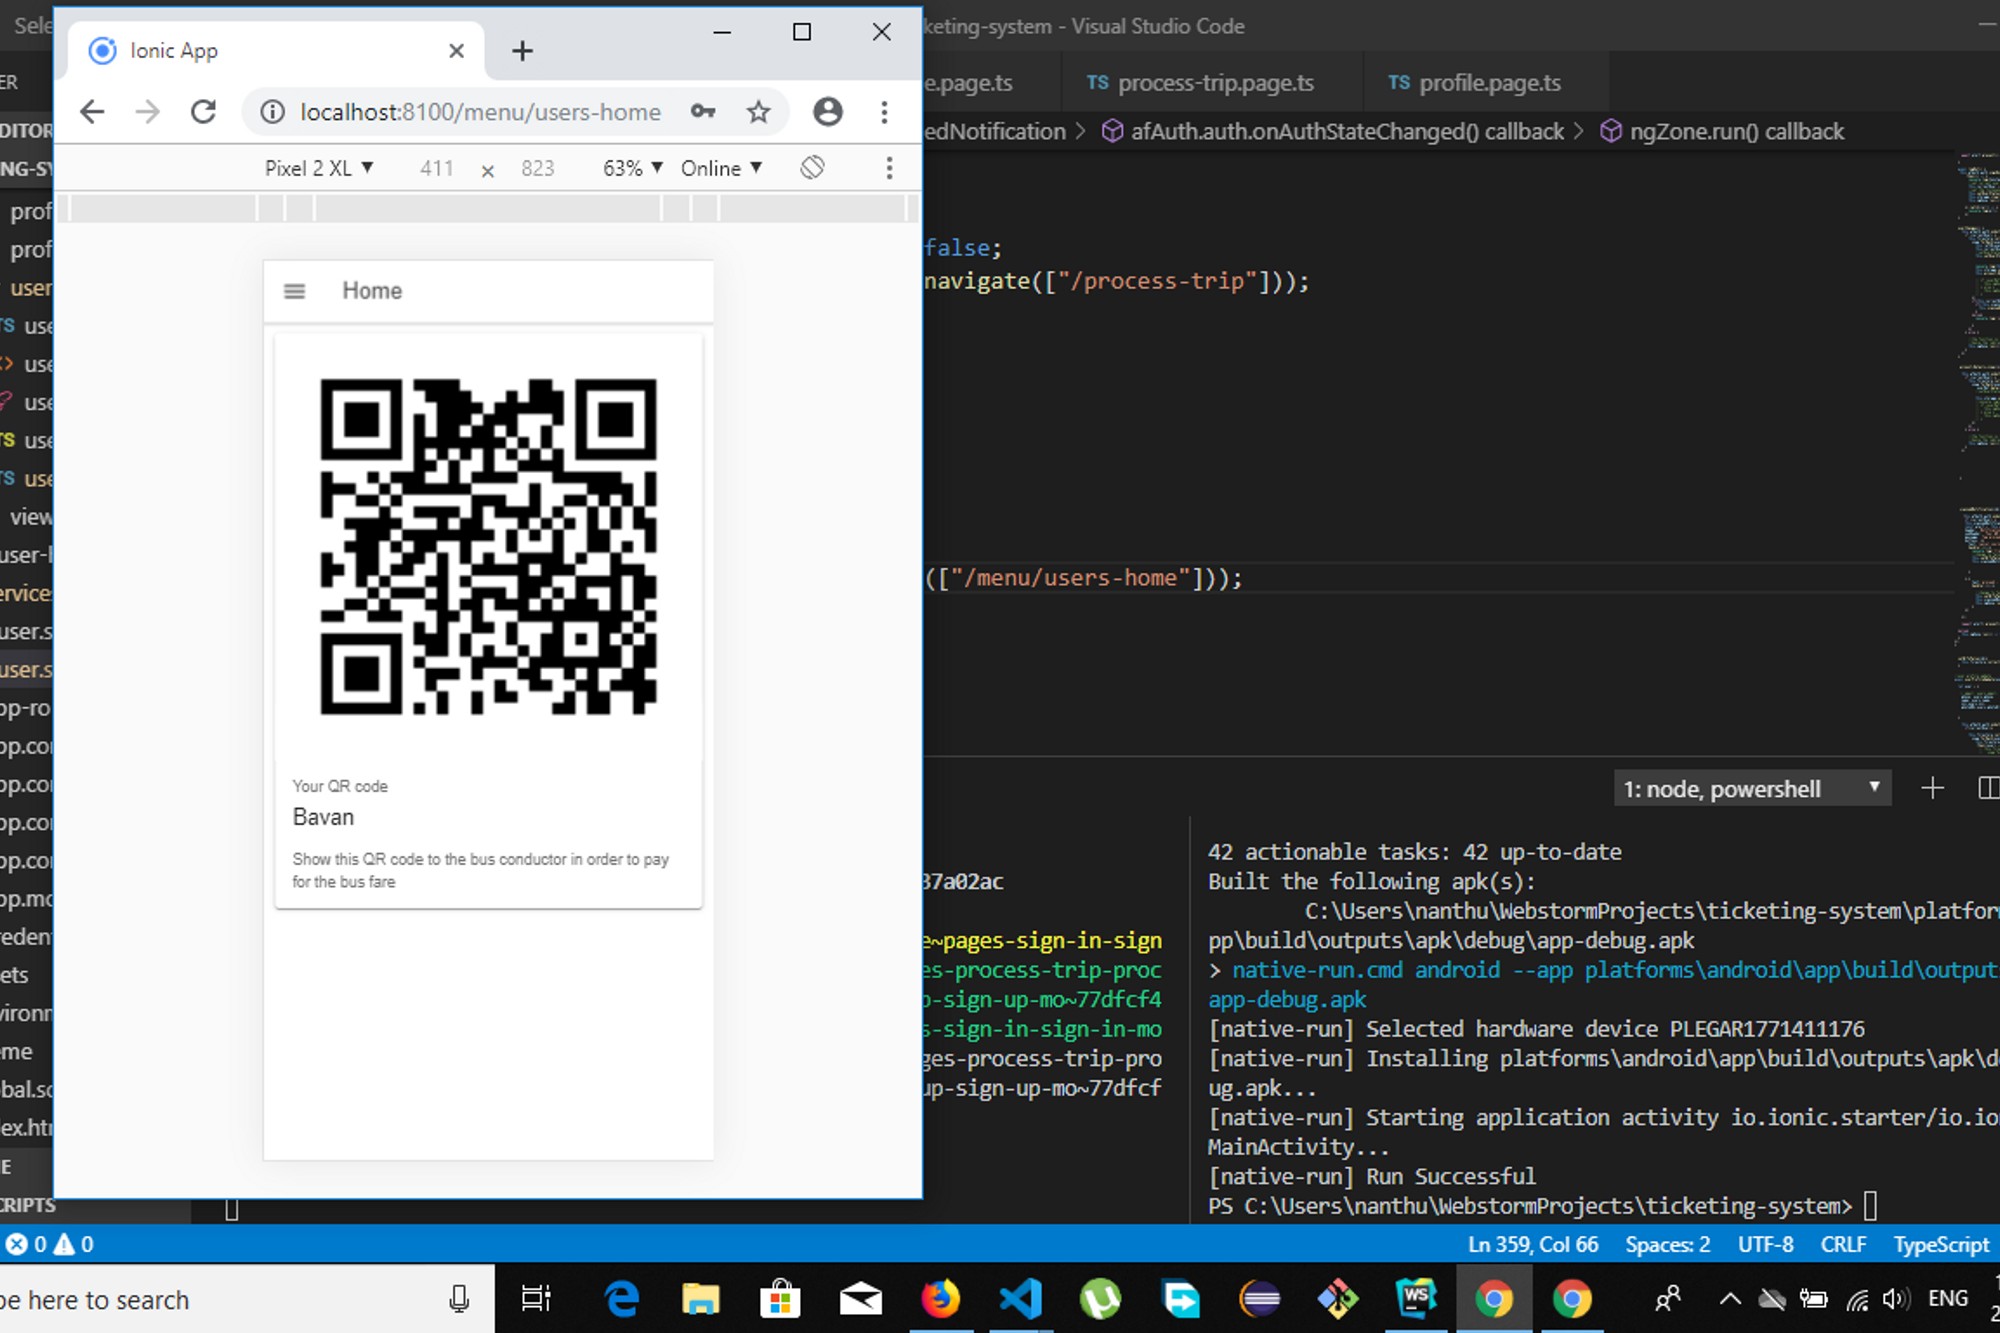 Sele
Ionic App
keting-system - Visual Studio Code
ER
e.page.ts
TS process-trip.page.ts
TS profile.page.ts
localhost:8100/menu/users-home
DITOR
edNotification > afAuth.auth.onAuthStateChanged() callback > ngZone.run() callback
NG-SY
Pixel 2 XL ▼ 411 × 823 63% ▼ Online ▼
prof
prof
user
TS use
<> use
use
TS use
TS use
view
user-l
ervice
user.s
user.s
pp-ro
pp.co
pp.co
pp.co
pp.co
pp.mo
reden
ets
vironm
eme
bal.sc
lex.htm
E
CRIPTS
Home
Your QR code
Bavan
Show this QR code to the bus conductor in order to pay
for the bus fare
false;
navigate(["/process-trip"]));
(["/menu/users-home"]));
1: node, powershell
37a02ac
e~pages-sign-in-sign
es-process-trip-proc
p-sign-up-mo~77dfcf4
s-sign-in-sign-in-mo
ges-process-trip-pro
up-sign-up-mo~77dfcf
42 actionable tasks: 42 up-to-date
Built the following apk(s):
C:\Users\nanthu\WebstormProjects\ticketing-system\platfor
pp\build\outputs\apk\debug\app-debug.apk
> native-run.cmd android --app platforms\android\app\build\output
app-debug.apk
[native-run] Selected hardware device PLEGAR1771411176
[native-run] Installing platforms\android\app\build\outputs\apk\d
ug.apk...
[native-run] Starting application activity io.ionic.starter/io.io
MainActivity...
[native-run] Run Successful
PS C:\Users\nanthu\WebstormProjects\ticketing-system>
0 0
Ln 359, Col 66 Spaces: 2 UTF-8 CRLF TypeScript
pe here to search
WS
ENG